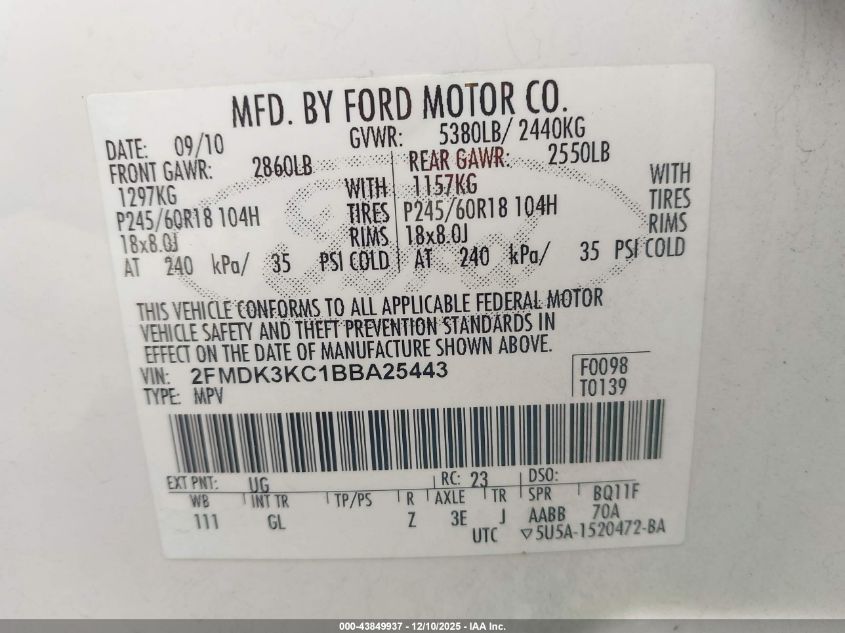 MFD. BY FORD MOTOR CO.
DATE: 09/10 GVWR: 5380LB/ 2440KG
FRONT GAWR: 2860LB REAR GAWR: 2550LB
1297KG WITH 1157KG WITH
P245/60R18 104H TIRES P245/60R18 104H TIRES
18x8.0J RIMS 18x8.0J RIMS
AT 240 kPa/ 35 PSI COLD AT 240 kPa/ 35 PSI COLD
THIS VEHICLE CONFORMS TO ALL APPLICABLE FEDERAL MOTOR
VEHICLE SAFETY AND THEFT PREVENTION STANDARDS IN
EFFECT ON THE DATE OF MANUFACTURE SHOWN ABOVE.
VIN: 2FMDK3KC1BBA25443 F0098
TYPE: MPV T0139
EXT PNT: UG RC: 23 DSO:
WB INT TR TP/PS R AXLE TR SPR BQ11F
111 GL Z 3E J AABB 70A
UTC ▽5U5A-1520472-BA
000-43849937 - 12/10/2025 - IAA Inc.